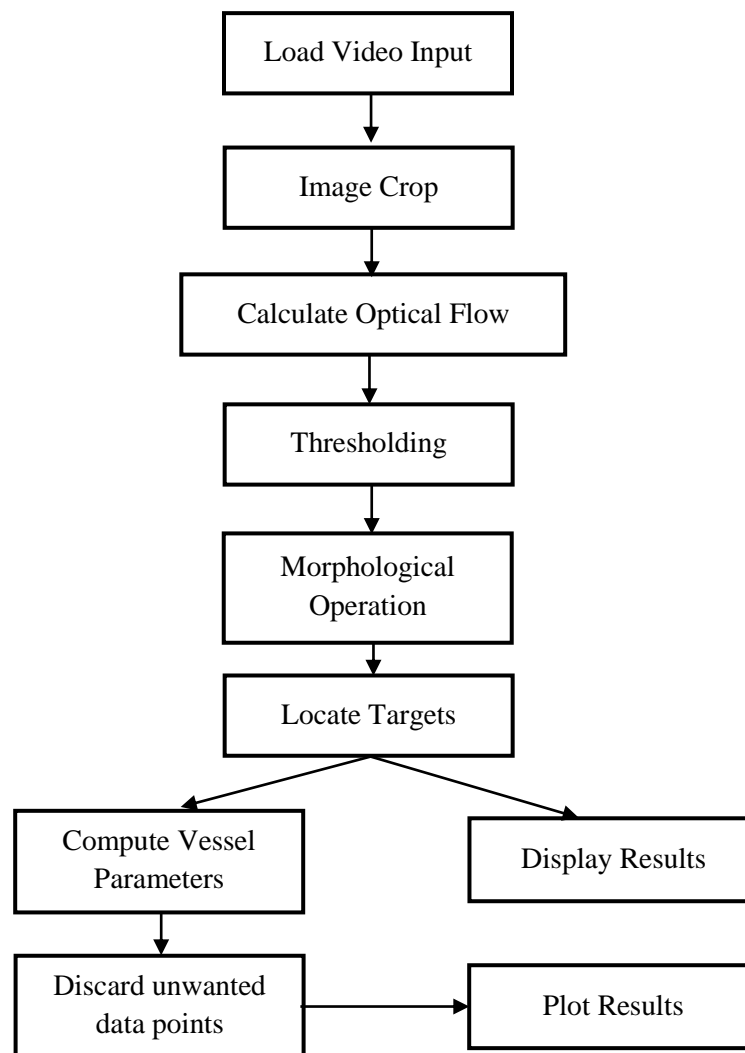 Load Video Input
Image Crop
Calculate Optical Flow
Thresholding
Morphological
Operation
Locate Targets
Compute Vessel
Parameters
Display Results
Discard unwanted
data points
Plot Results